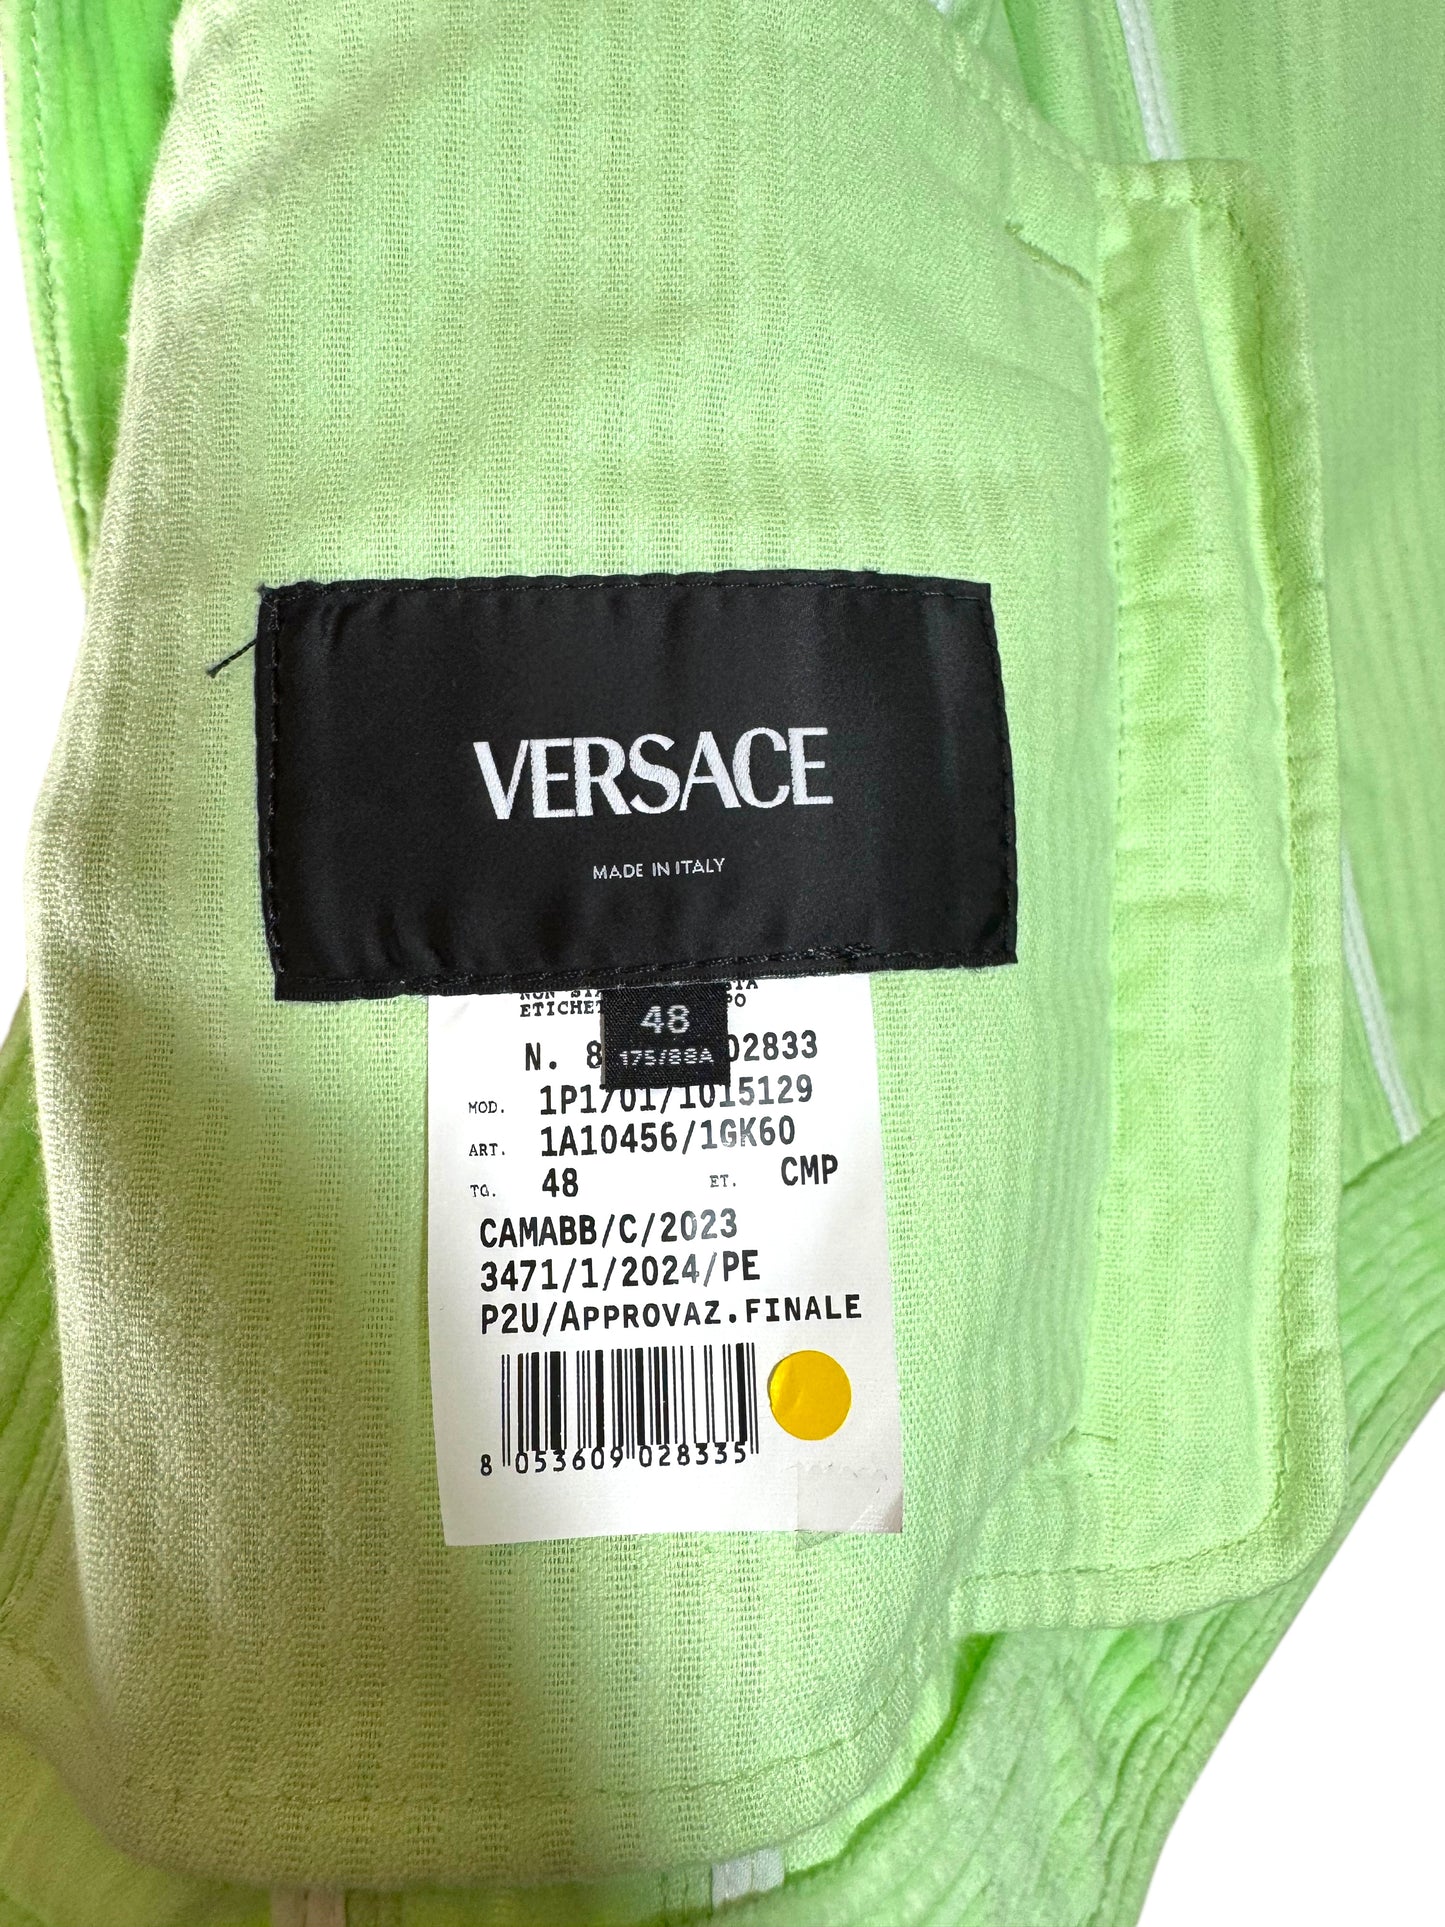 VERSACE
MADE IN ITALY
48
175/88A
ETICHET
N. 8 02833
MOD. 1P1701/1015129
ART. 1A10456/1GK60
TG. 48 ET. CMP
CAMABB/C/2023
3471/1/2024/PE
P2U/APPROVAZ.FINALE
8 053609 028335